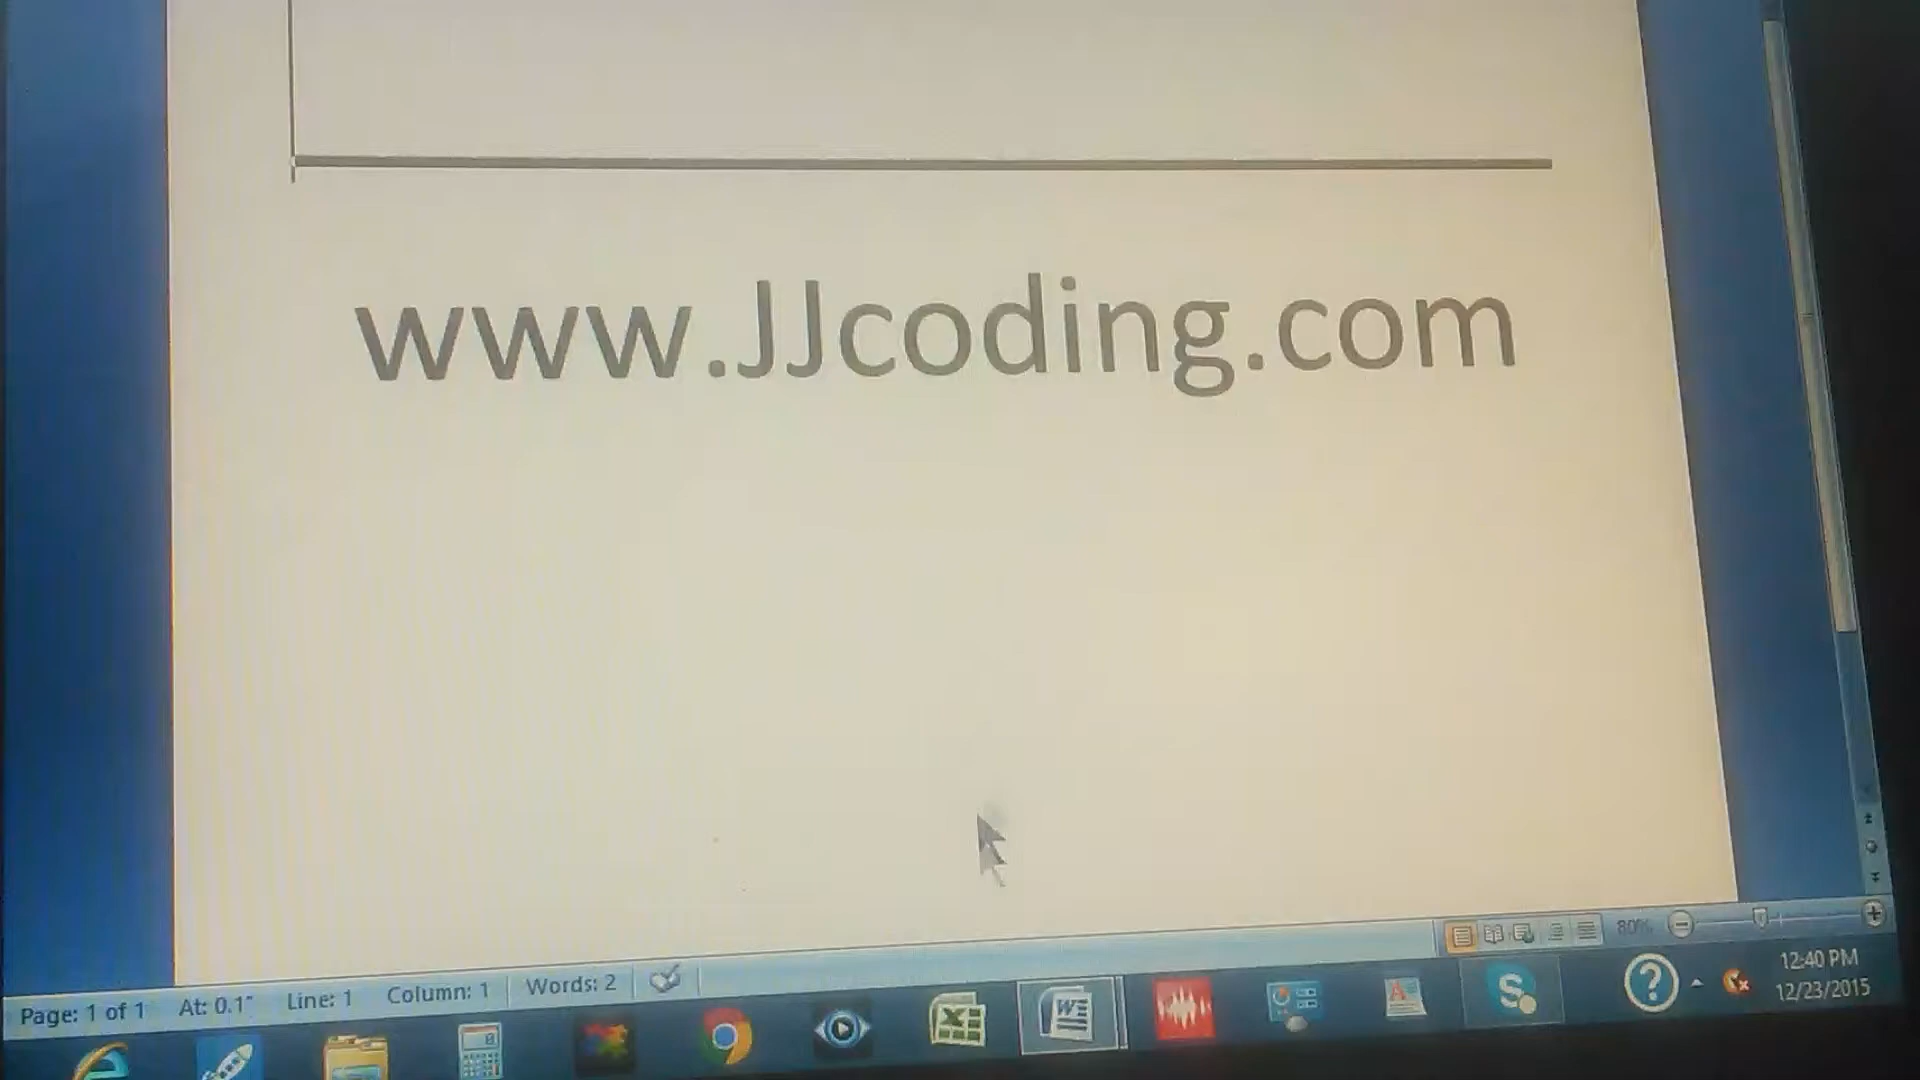 www.JJcoding.com
80%
Page: 1 of 1 At: 0.1" Line: 1 Column: 1 Words: 2
12:40 PM
12/23/2015